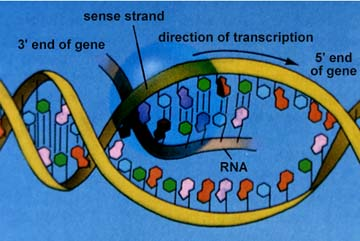 sense strand
3' end of gene
direction of transcription
5' end
of gene
RNA